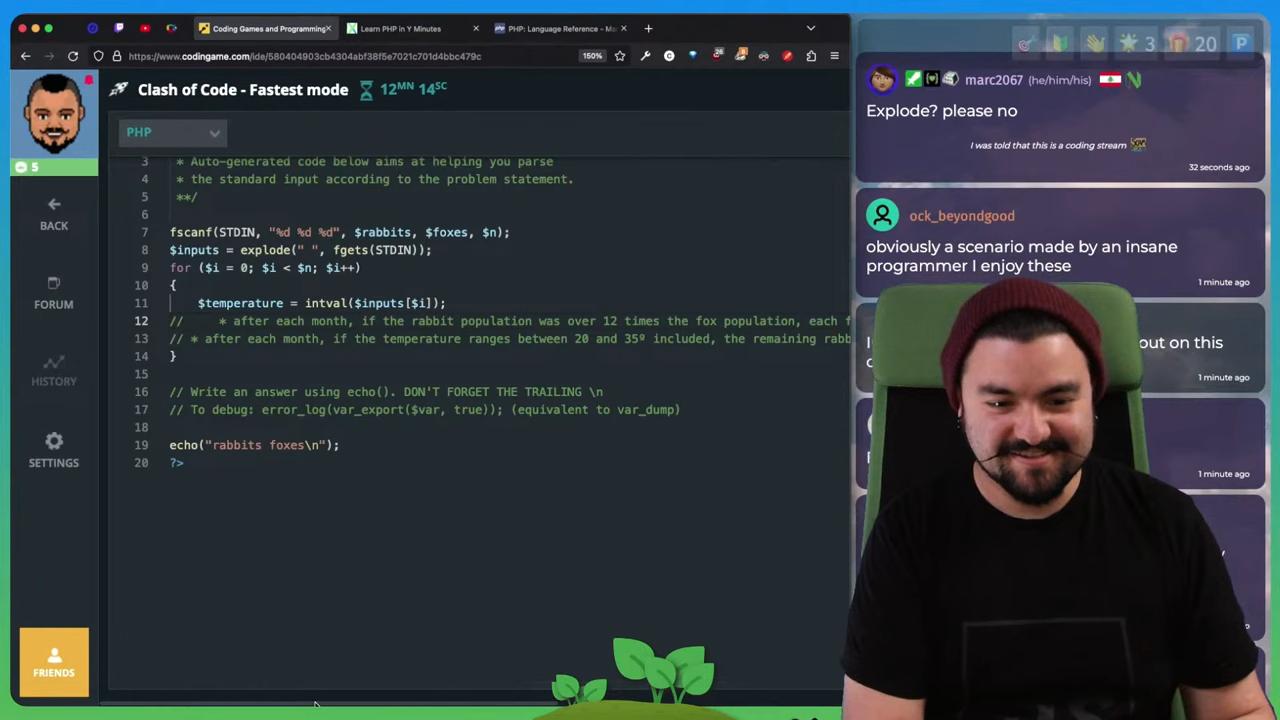 Coding Games and Programming
Learn PHP in Y Minutes
PHP: Language Reference - Ma
https://www.codingame.com/ide/580404903cb4304abf38f5e7271701d4bbc479c
150%
26
Clash of Code - Fastest mode
12MN 14SC
PHP
5
BACK
FORUM
HISTORY
SETTINGS
FRIENDS
3 * Auto-generated code below aims at helping you parse
4 * the standard input according to the problem statement.
5 **/
6
7 fscanf(STDIN, "%d %d %d", $rabbits, $foxes, $n);
8 $inputs = explode(" ", fgets(STDIN));
9 for ($i = 0; $i < $n; $i++)
10 {
11 $temperature = intval($inputs[$i]);
12 // * after each month, if the rabbit population was over 12 times the fox population, each f
13 // * after each month, if the temperature ranges between 20 and 35º included, the remaining rabb
14 }
15
16 // Write an answer using echo(). DON'T FORGET THE TRAILING \n
17 // To debug: error_log(var_export($var, true)); (equivalent to var_dump)
18
19 echo("rabbits foxes\n");
20 ?>
3
20
P
marc2067 (he/him/his)
Explode? please no
I was told that this is a coding stream
32 seconds ago
ock_beyondgood
obviously a scenario made by an insane
programmer I enjoy these
1 minute ago
out on this
1 minute ago
1 minute ago